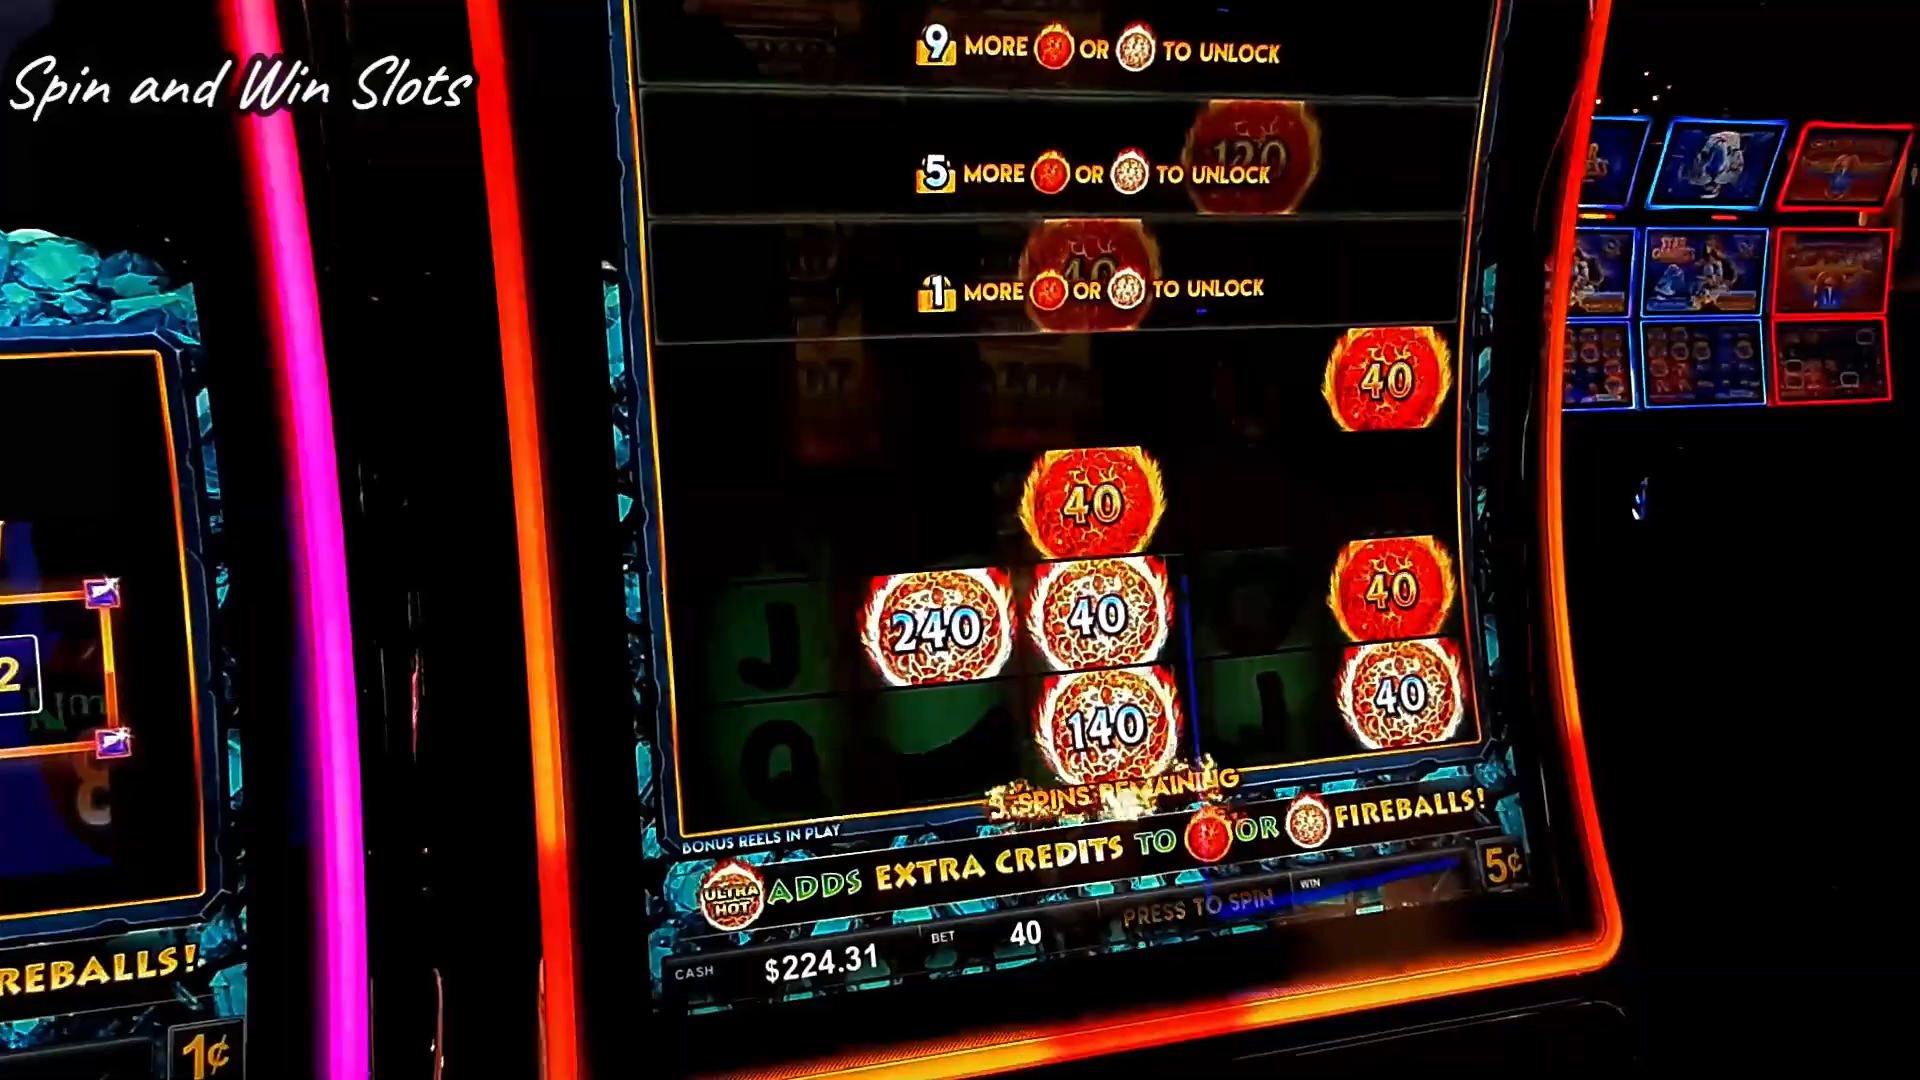 Spin and Win Slots
9 MORE OR TO UNLOCK
120
5 MORE OR TO UNLOCK
40
1 MORE OR TO UNLOCK
40
40
240 40 40
J
140 40
Q J
SPINS REMAINING
BONUS REELS IN PLAY
ULTRA HOT ADDS EXTRA CREDITS TO OR FIREBALLS!
5¢
CASH $224.31 BET 40 PRESS TO SPIN WIN
2
REBALLS!
1¢